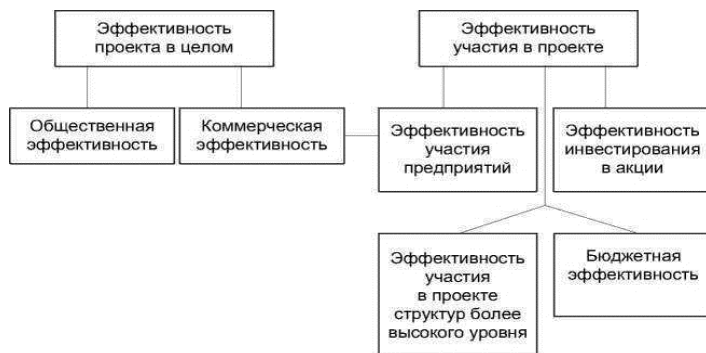 Эффективность
проекта в целом
Эффективность
участия в проекте
Общественная
эффективность
Коммерческая
эффективность
Эффективность
участия
предприятий
Эффективность
инвестирования
в акции
Эффективность
участия
в проекте
структур более
высокого уровня
Бюджетная
эффективность